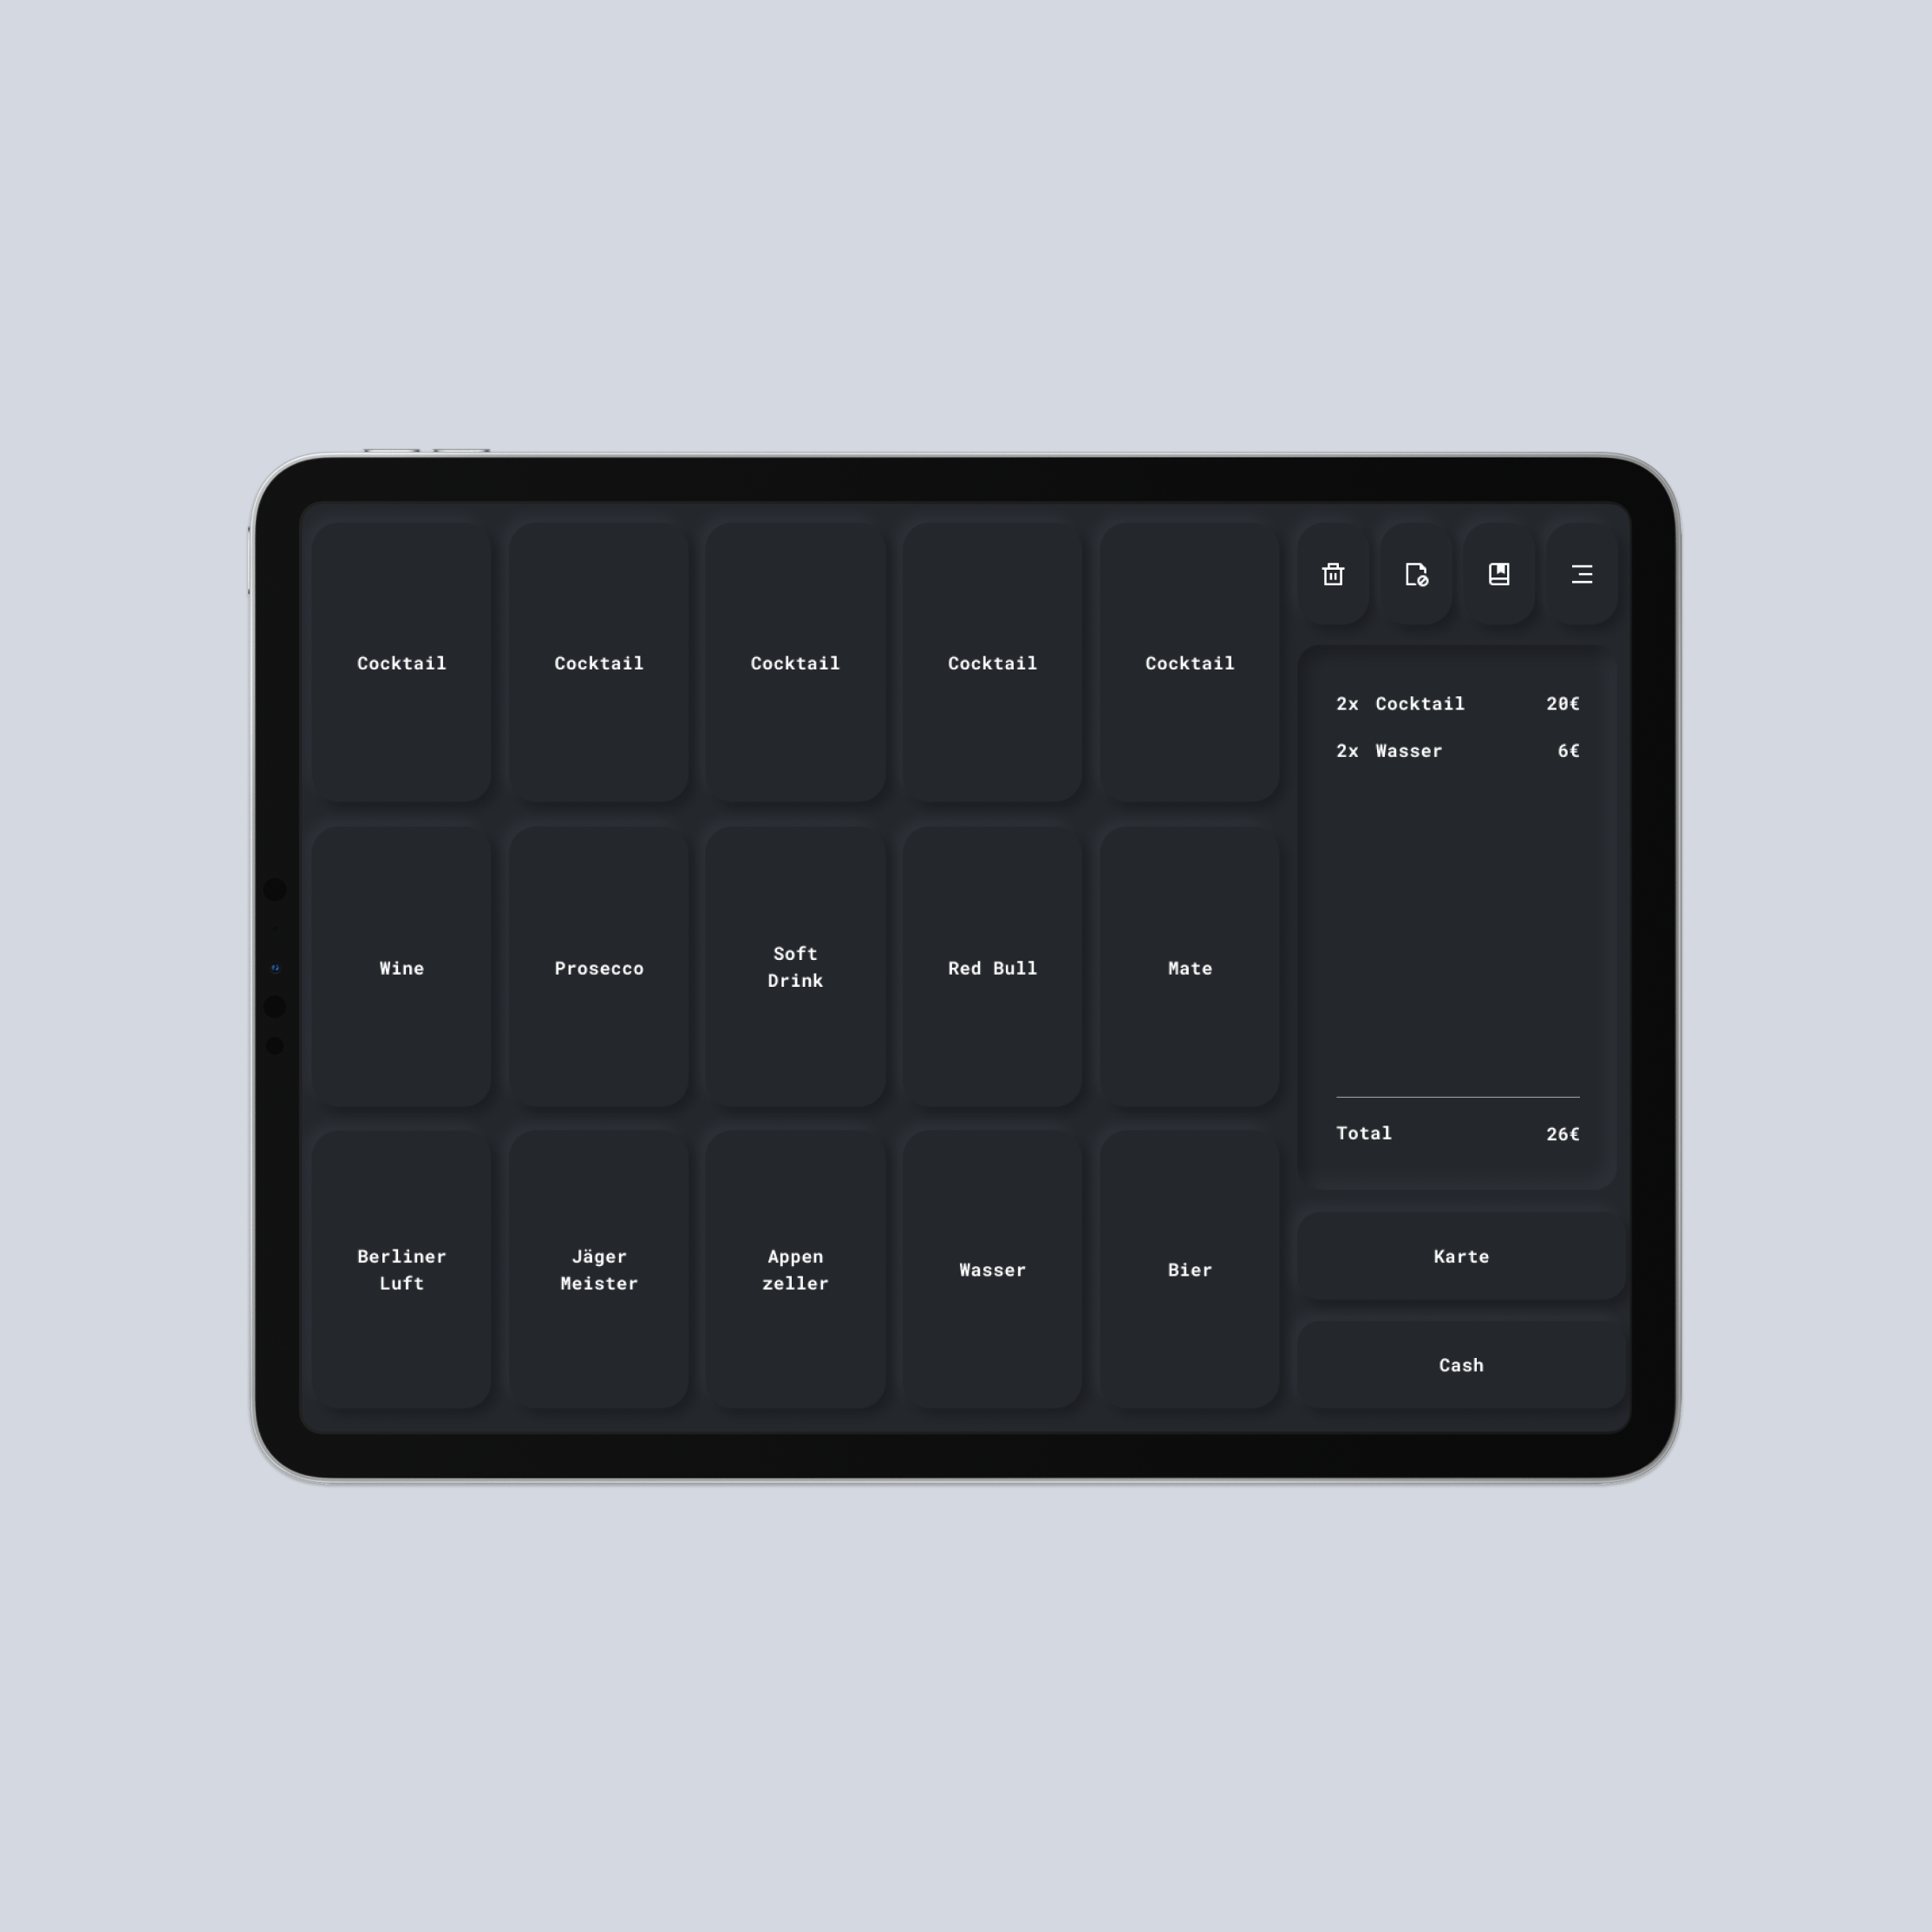 Cocktail
Cocktail
Cocktail
Cocktail
Cocktail
Wine
Prosecco
Soft
Drink
Red Bull
Mate
Berliner
Luft
Jäger
Meister
Appen
zeller
Wasser
Bier
2x Cocktail 20€
2x Wasser 6€
Total 26€
Karte
Cash